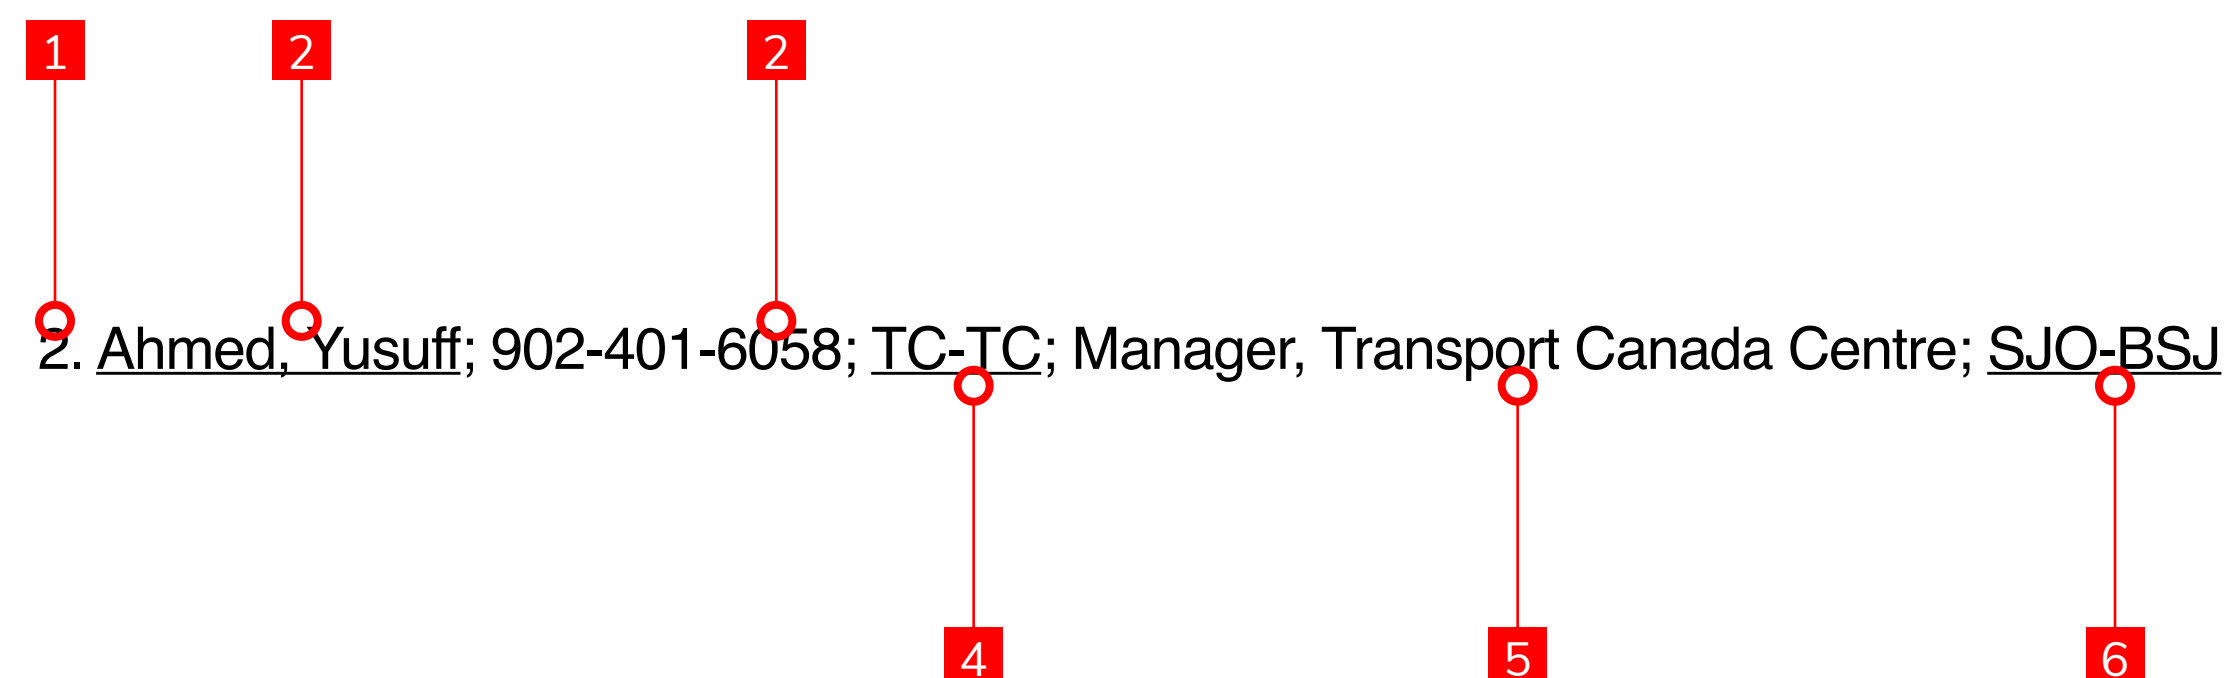 1 2 2
2. Ahmed, Yusuff; 902-401-6058; TC-TC; Manager, Transport Canada Centre; SJO-BSJ
4 5 6